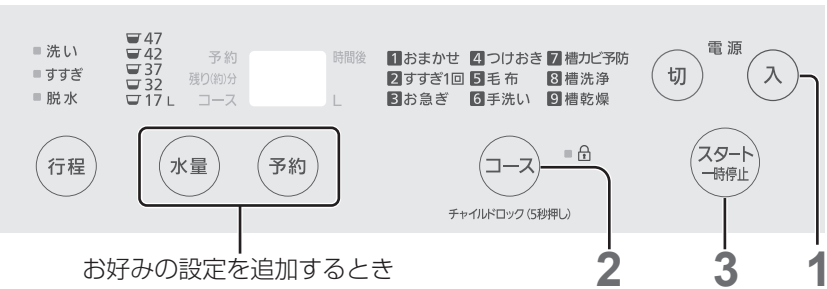 洗い
すすぎ
脱水
47
42
37
32
17 L
予約
残り(約)分
コース
時間後
L
1 おまかせ 4 つけおき 7 槽カビ予防
2 すすぎ1回 5 毛布 8 槽洗浄
3 お急ぎ 6 手洗い 9 槽乾燥
電源
切 入
行程
水量
予約
コース
チャイルドロック (5秒押し)
スタート
一時停止
お好みの設定を追加するとき
2
3
1